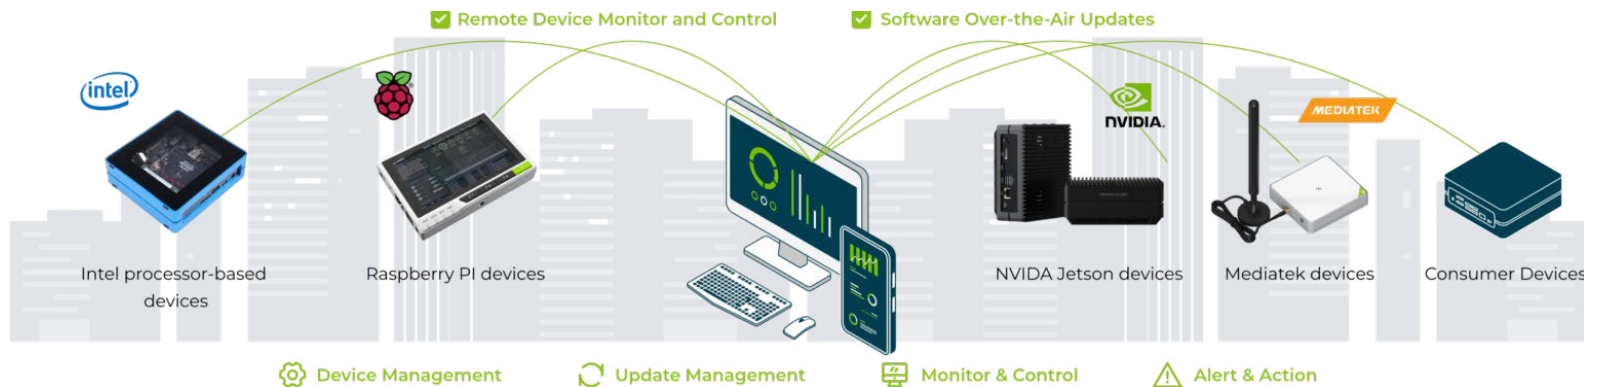 Remote Device Monitor and Control
Software Over-the-Air Updates
intel
NVIDIA.
MEDIATEK
Intel processor-based
devices
Raspberry PI devices
NVIDA Jetson devices
Mediatek devices
Consumer Devices
Device Management
Update Management
Monitor & Control
Alert & Action